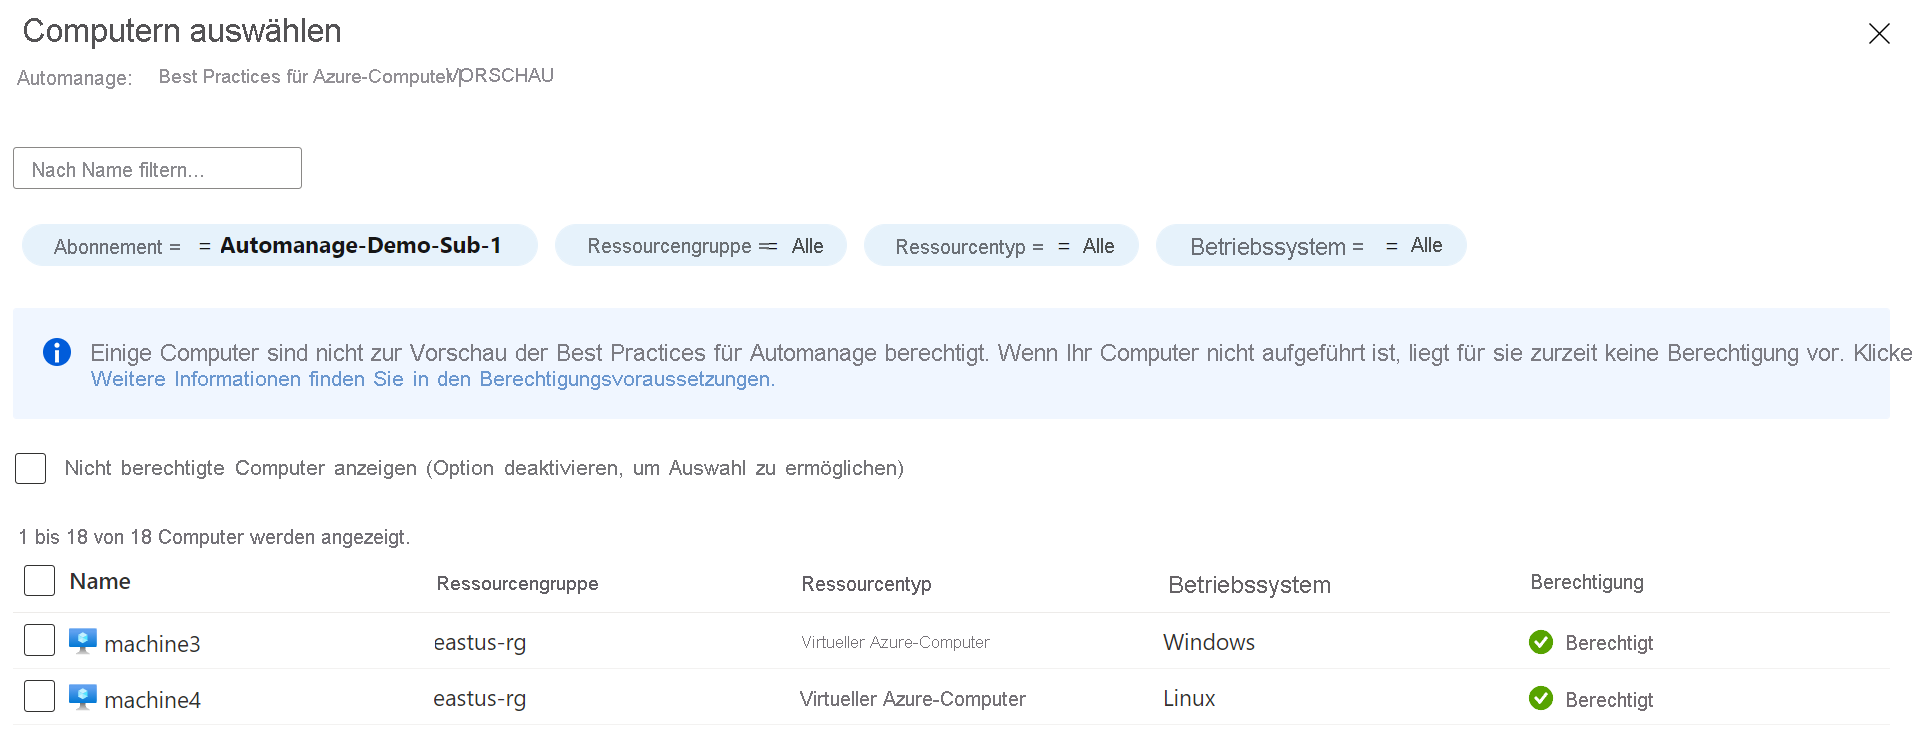 Computern auswählen
Automanage: Best Practices für Azure-Computer | VORSCHAU
Nach Name filtern...
Abonnement = = Automanage-Demo-Sub-1 Ressourcengruppe == Alle Ressourcentyp = = Alle Betriebssystem = = Alle
Einige Computer sind nicht zur Vorschau der Best Practices für Automanage berechtigt. Wenn Ihr Computer nicht aufgeführt ist, liegt für sie zurzeit keine Berechtigung vor. Klicke
Weitere Informationen finden Sie in den Berechtigungsvoraussetzungen.
Nicht berechtigte Computer anzeigen (Option deaktivieren, um Auswahl zu ermöglichen)
1 bis 18 von 18 Computer werden angezeigt.
Name Ressourcengruppe Ressourcentyp Betriebssystem Berechtigung
machine3 eastus-rg Virtueller Azure-Computer Windows Berechtigt
machine4 eastus-rg Virtueller Azure-Computer Linux Berechtigt